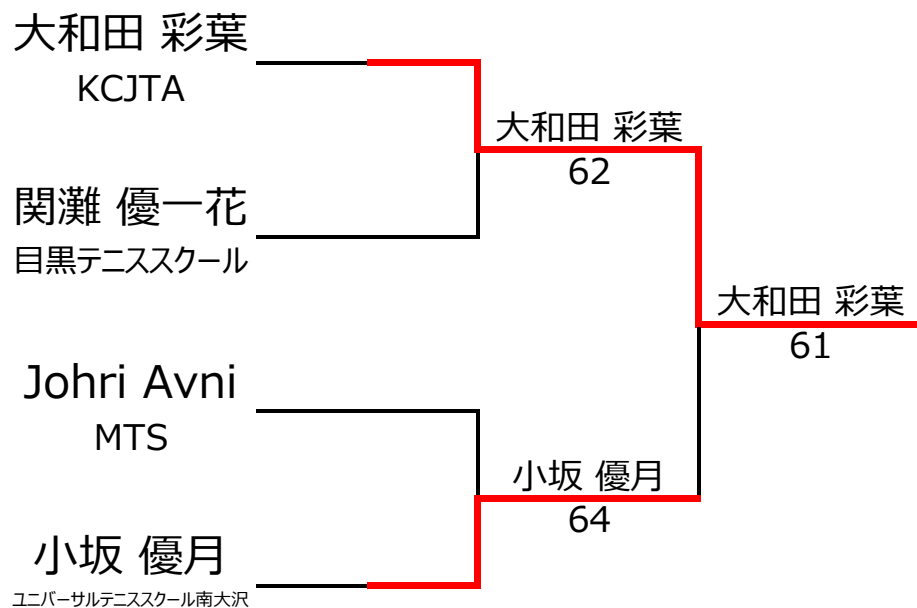 大和田 彩葉
KCJTA
大和田 彩葉
62
関灘 優一花
目黒テニススクール
大和田 彩葉
61
Johri Avni
MTS
小坂 優月
64
小坂 優月
ユニバーサルテニススクール南大沢